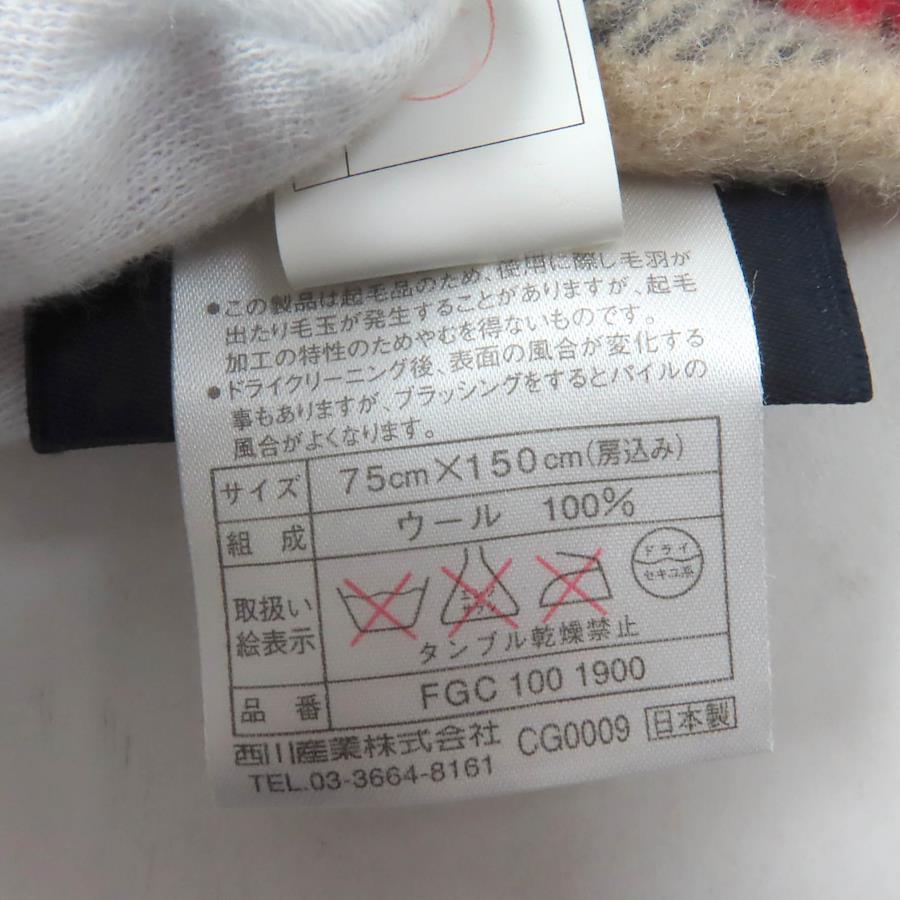 ●この製品は起毛品のため、使用に際し毛羽が
出たり毛玉が発生することがありますが、起毛
加工の特性のためやむを得ないものです。
●ドライクリーニング後、表面の風合が変化する
事もありますが、ブラッシングをするとパイルの
風合がよくなります。
サイズ 75cm×150cm(房込み)
組成 ウール 100%
取扱い
絵表示
エンソ
サラシ
ドライ
セキユ系
タンブル乾燥禁止
品番 FGC 100 1900
西川産業株式会社 CG0009 日本製
TEL.03-3664-8161